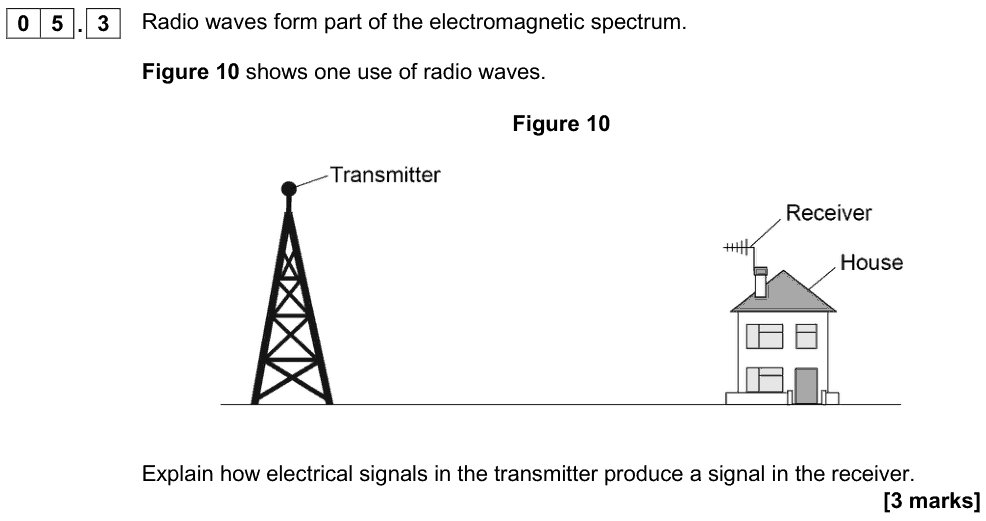 0 5 . 3 Radio waves form part of the electromagnetic spectrum.
Figure 10 shows one use of radio waves.
Figure 10
Transmitter
Receiver
House
Explain how electrical signals in the transmitter produce a signal in the receiver.
[3 marks]